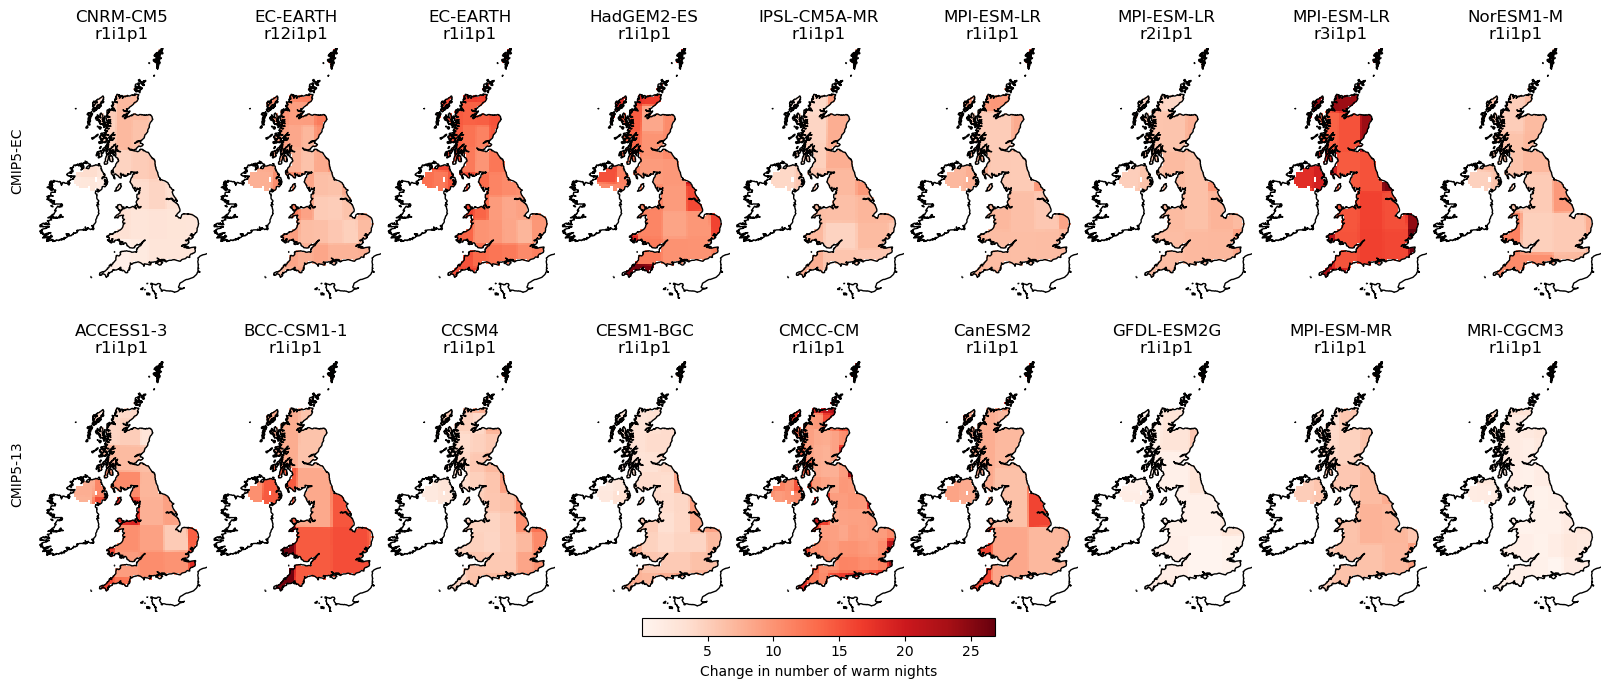 CNRM-CM5
r1i1p1
EC-EARTH
r12i1p1
EC-EARTH
r1i1p1
HadGEM2-ES
r1i1p1
IPSL-CM5A-MR
r1i1p1
MPI-ESM-LR
r1i1p1
MPI-ESM-LR
r2i1p1
MPI-ESM-LR
r3i1p1
NorESM1-M
r1i1p1
CMIP5-EC
ACCESS1-3
r1i1p1
BCC-CSM1-1
r1i1p1
CCSM4
r1i1p1
CESM1-BGC
r1i1p1
CMCC-CM
r1i1p1
CanESM2
r1i1p1
GFDL-ESM2G
r1i1p1
MPI-ESM-MR
r1i1p1
MRI-CGCM3
r1i1p1
CMIP5-13
5 10 15 20 25
Change in number of warm nights